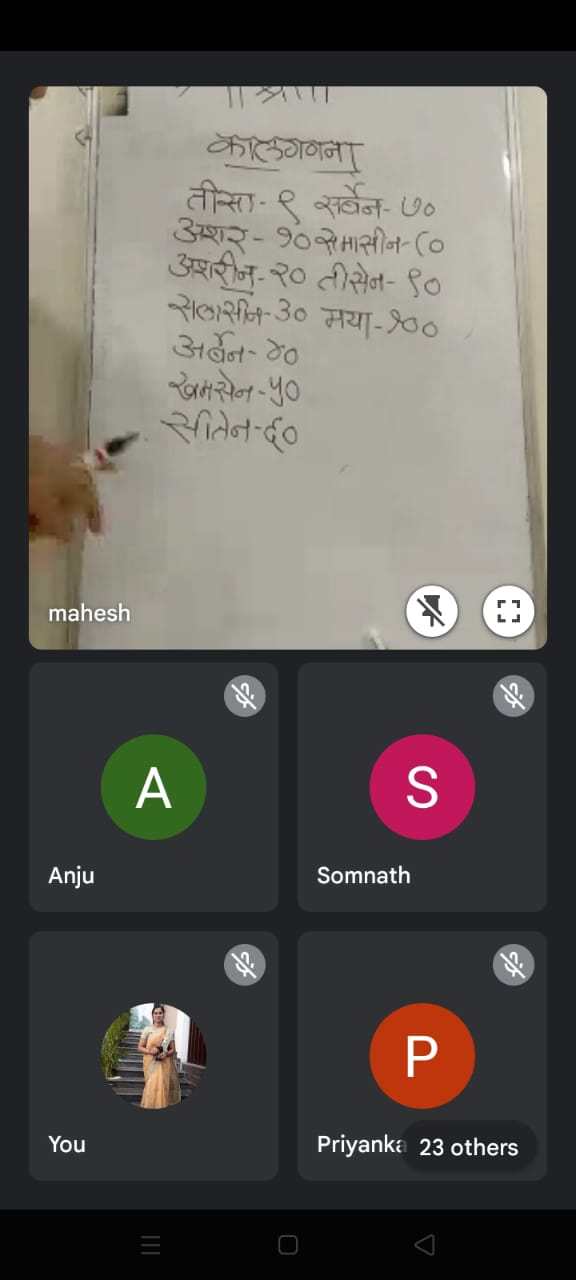 कालगणना
तीसा - ९ सर्बेन - ७०
अशर - १० समासीन - ८०
अशरीन - २० तीसेन - ९०
सलासीन - 30 मया - १००
अर्बेन - ४०
खमसेन - ५०
सीतेन - ६०
mahesh
Anju
Somnath
You
Priyanka
23 others